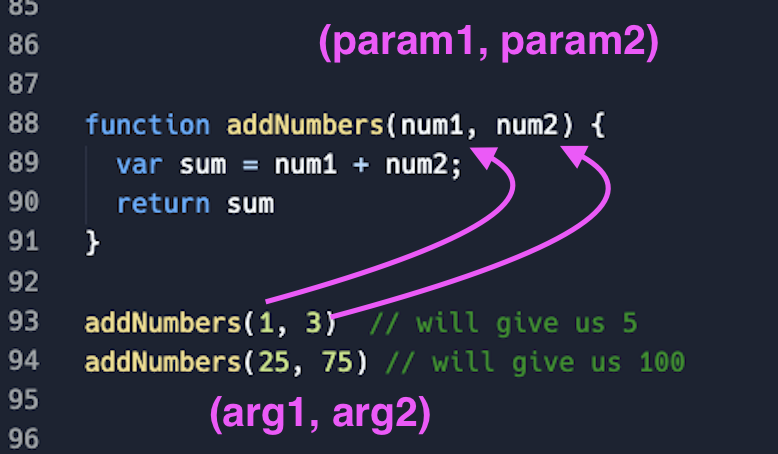 85
86 (param1, param2)
87
88 function addNumbers(num1, num2) {
89 var sum = num1 + num2;
90 return sum
91 }
92
93 addNumbers(1, 3) // will give us 5
94 addNumbers(25, 75) // will give us 100
95 (arg1, arg2)
96